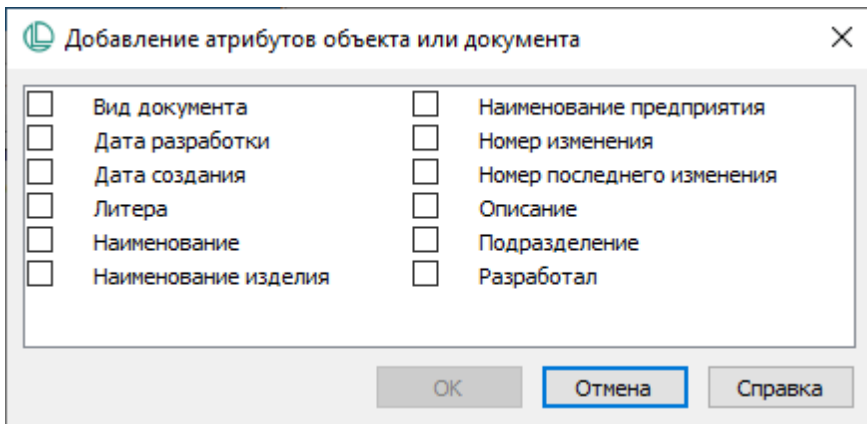 Добавление атрибутов объекта или документа
Вид документа
Дата разработки
Дата создания
Литера
Наименование
Наименование изделия
Наименование предприятия
Номер изменения
Номер последнего изменения
Описание
Подразделение
Разработал
ОК
Отмена
Справка